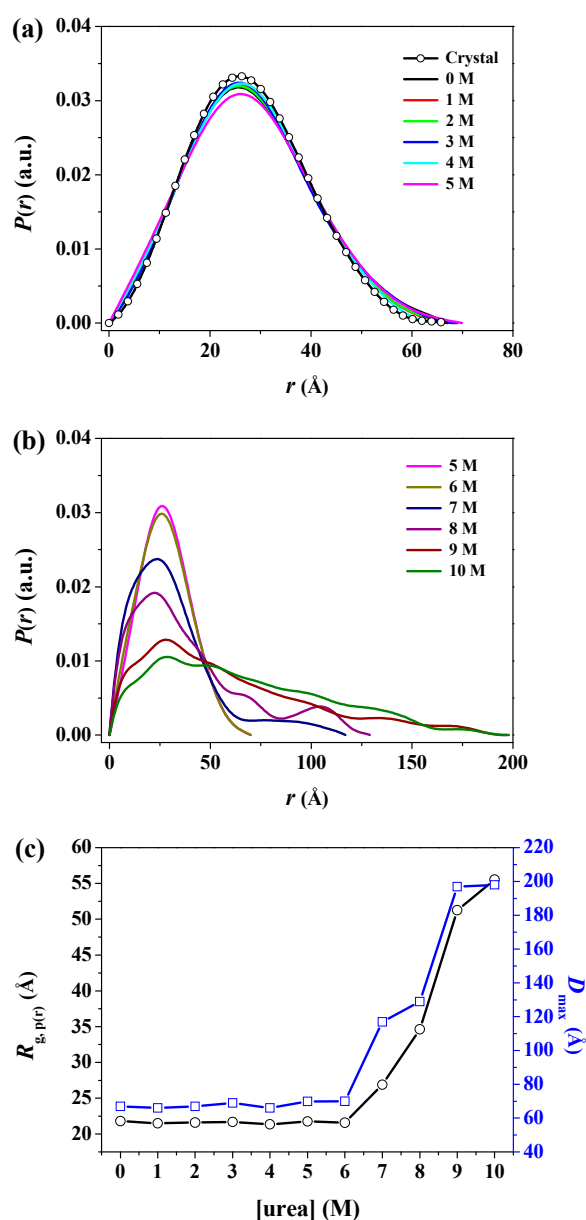 (a)
0.04
0.03
0.02
0.01
0.00
P(r) (a.u.)
Crystal
0 M
1 M
2 M
3 M
4 M
5 M
0 20 40 60 80
r (Å)
(b)
0.04
0.03
0.02
0.01
0.00
P(r) (a.u.)
5 M
6 M
7 M
8 M
9 M
10 M
0 50 100 150 200
r (Å)
(c)
60
55
50
45
40
35
30
25
20
R g, p(r) (Å)
220
200
180
160
140
120
100
80
60
40
D max (Å)
0 1 2 3 4 5 6 7 8 9 10
[urea] (M)